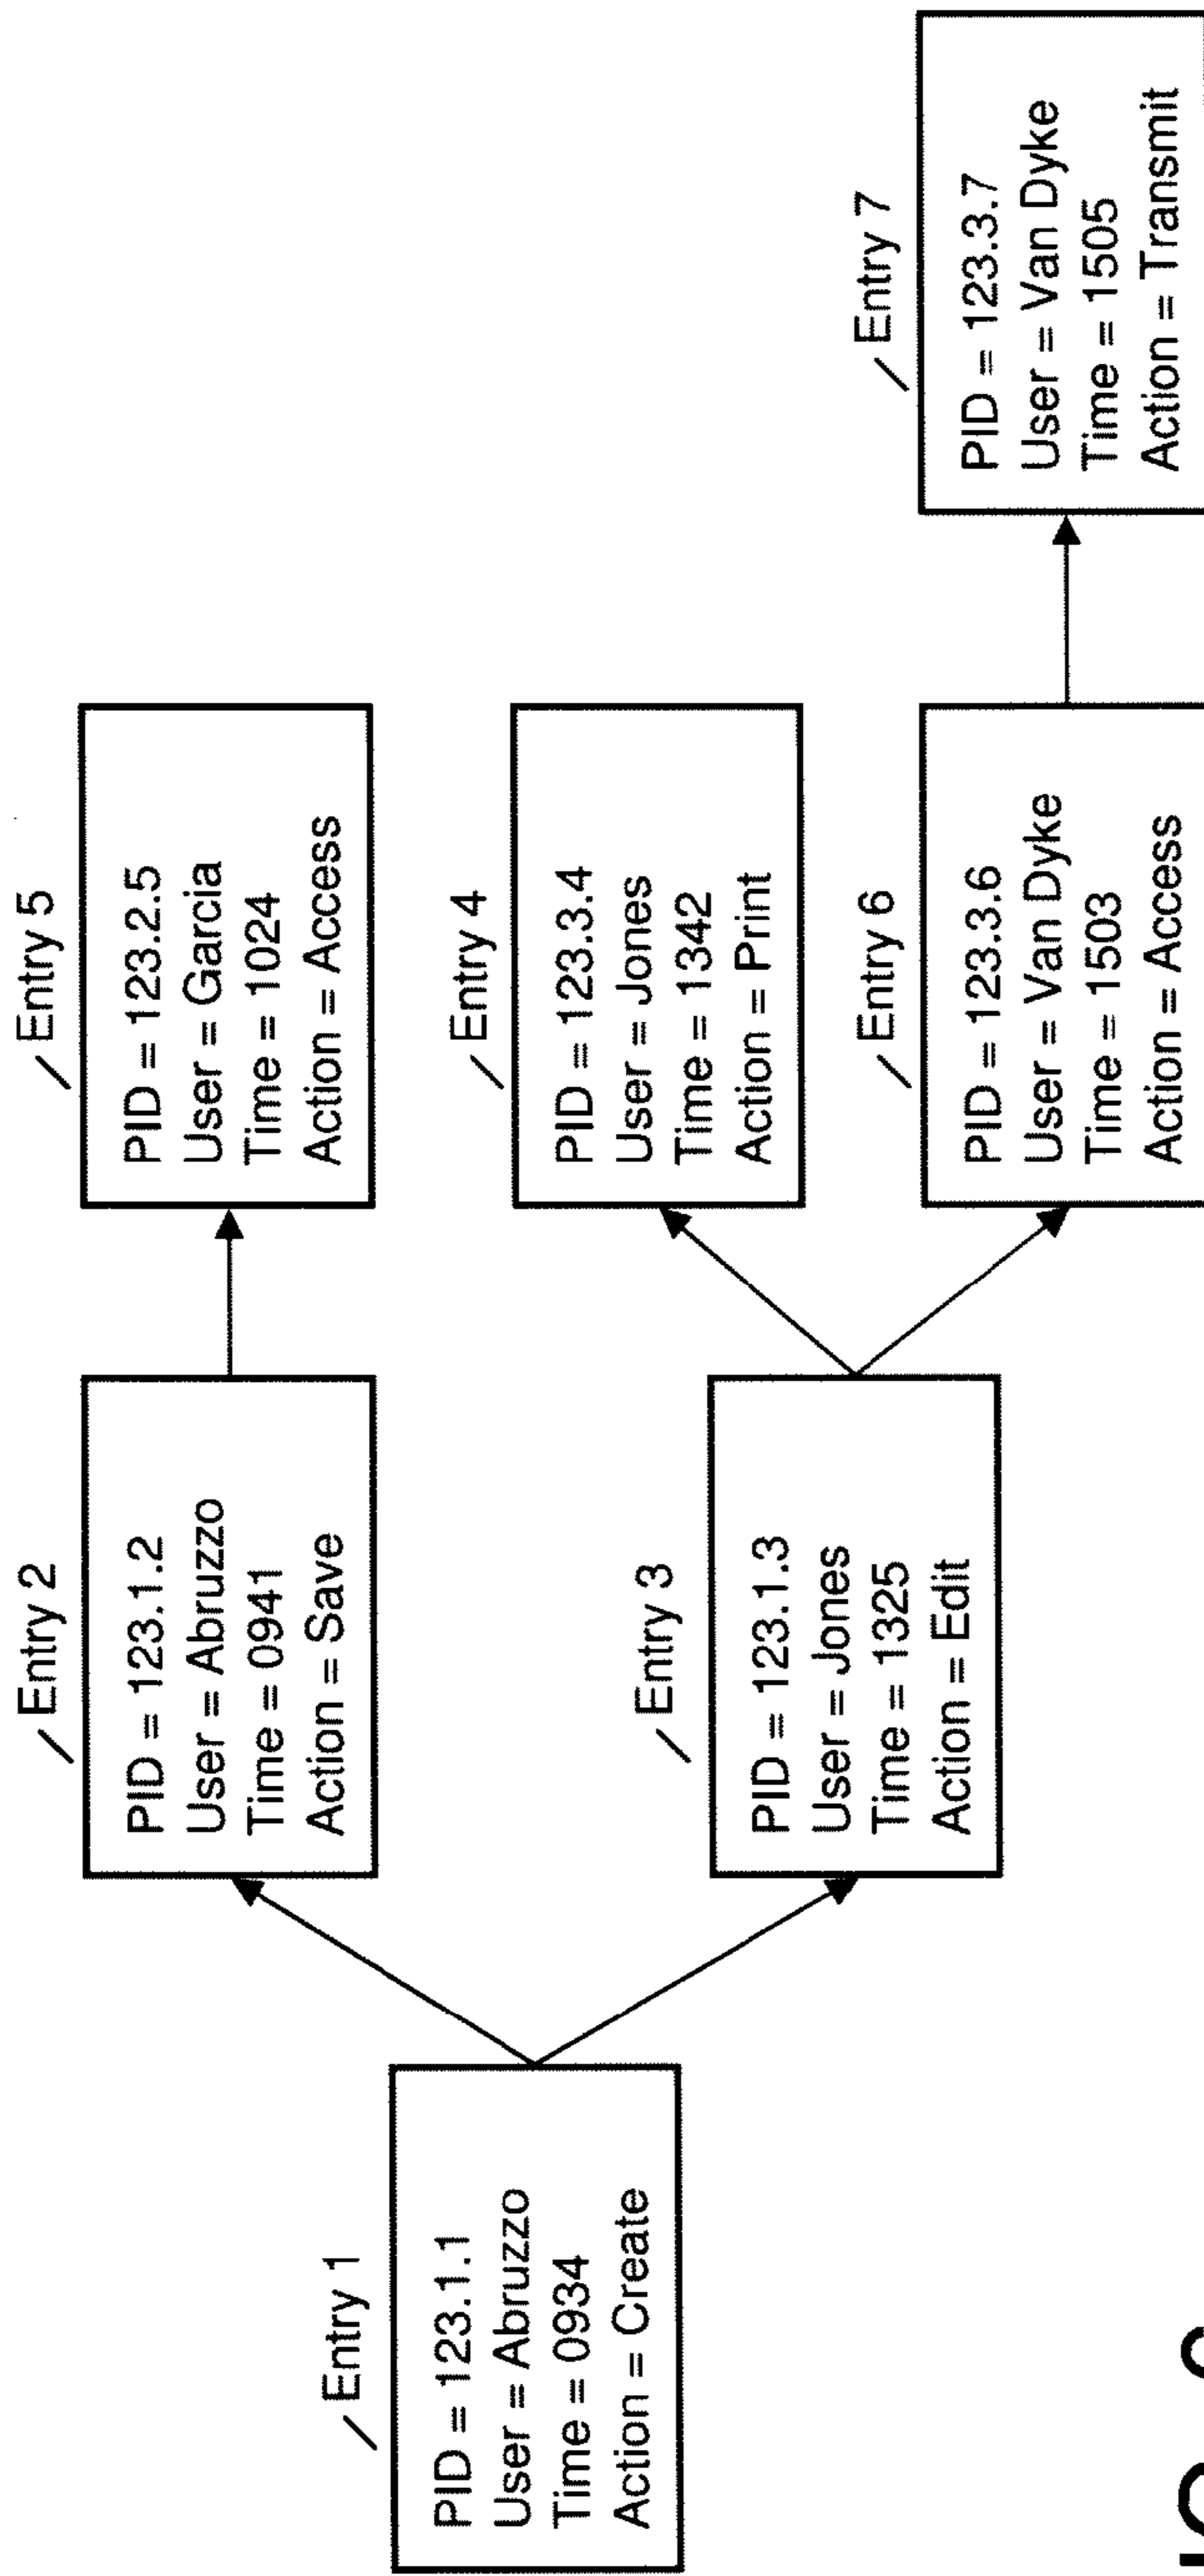 Entry 1
PID = 123.1.1
User = Abruzzo
Time = 0934
Action = Create
Entry 2
PID = 123.1.2
User = Abruzzo
Time = 0941
Action = Save
Entry 3
PID = 123.1.3
User = Jones
Time = 1325
Action = Edit
Entry 5
PID = 123.2.5
User = Garcia
Time = 1024
Action = Access
Entry 4
PID = 123.3.4
User = Jones
Time = 1342
Action = Print
Entry 6
PID = 123.3.6
User = Van Dyke
Time = 1503
Action = Access
Entry 7
PID = 123.3.7
User = Van Dyke
Time = 1505
Action = Transmit